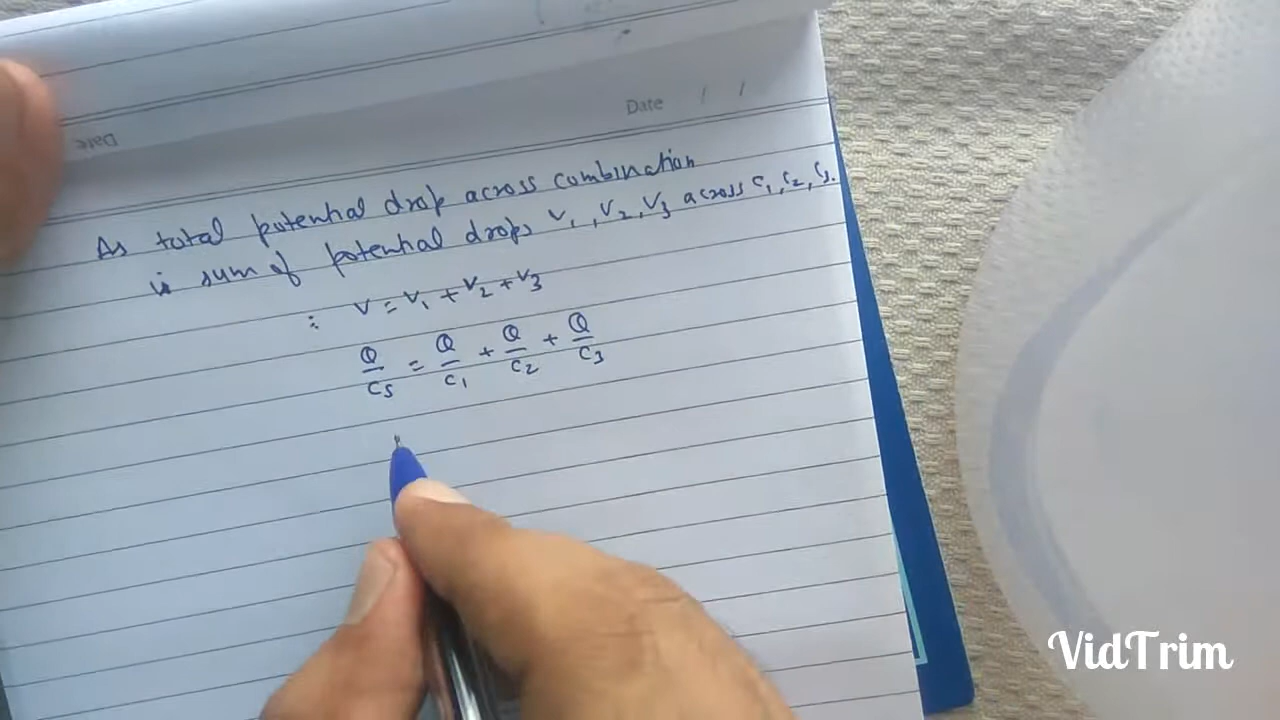 Date
Date / /
As total potential drop across combination
is sum of potential drops V₁, V₂, V₃ across C₁, C₂, C₃.
∴ V = V₁ + V₂ + V₃
Q/Cs = Q/C₁ + Q/C₂ + Q/C₃
VidTrim